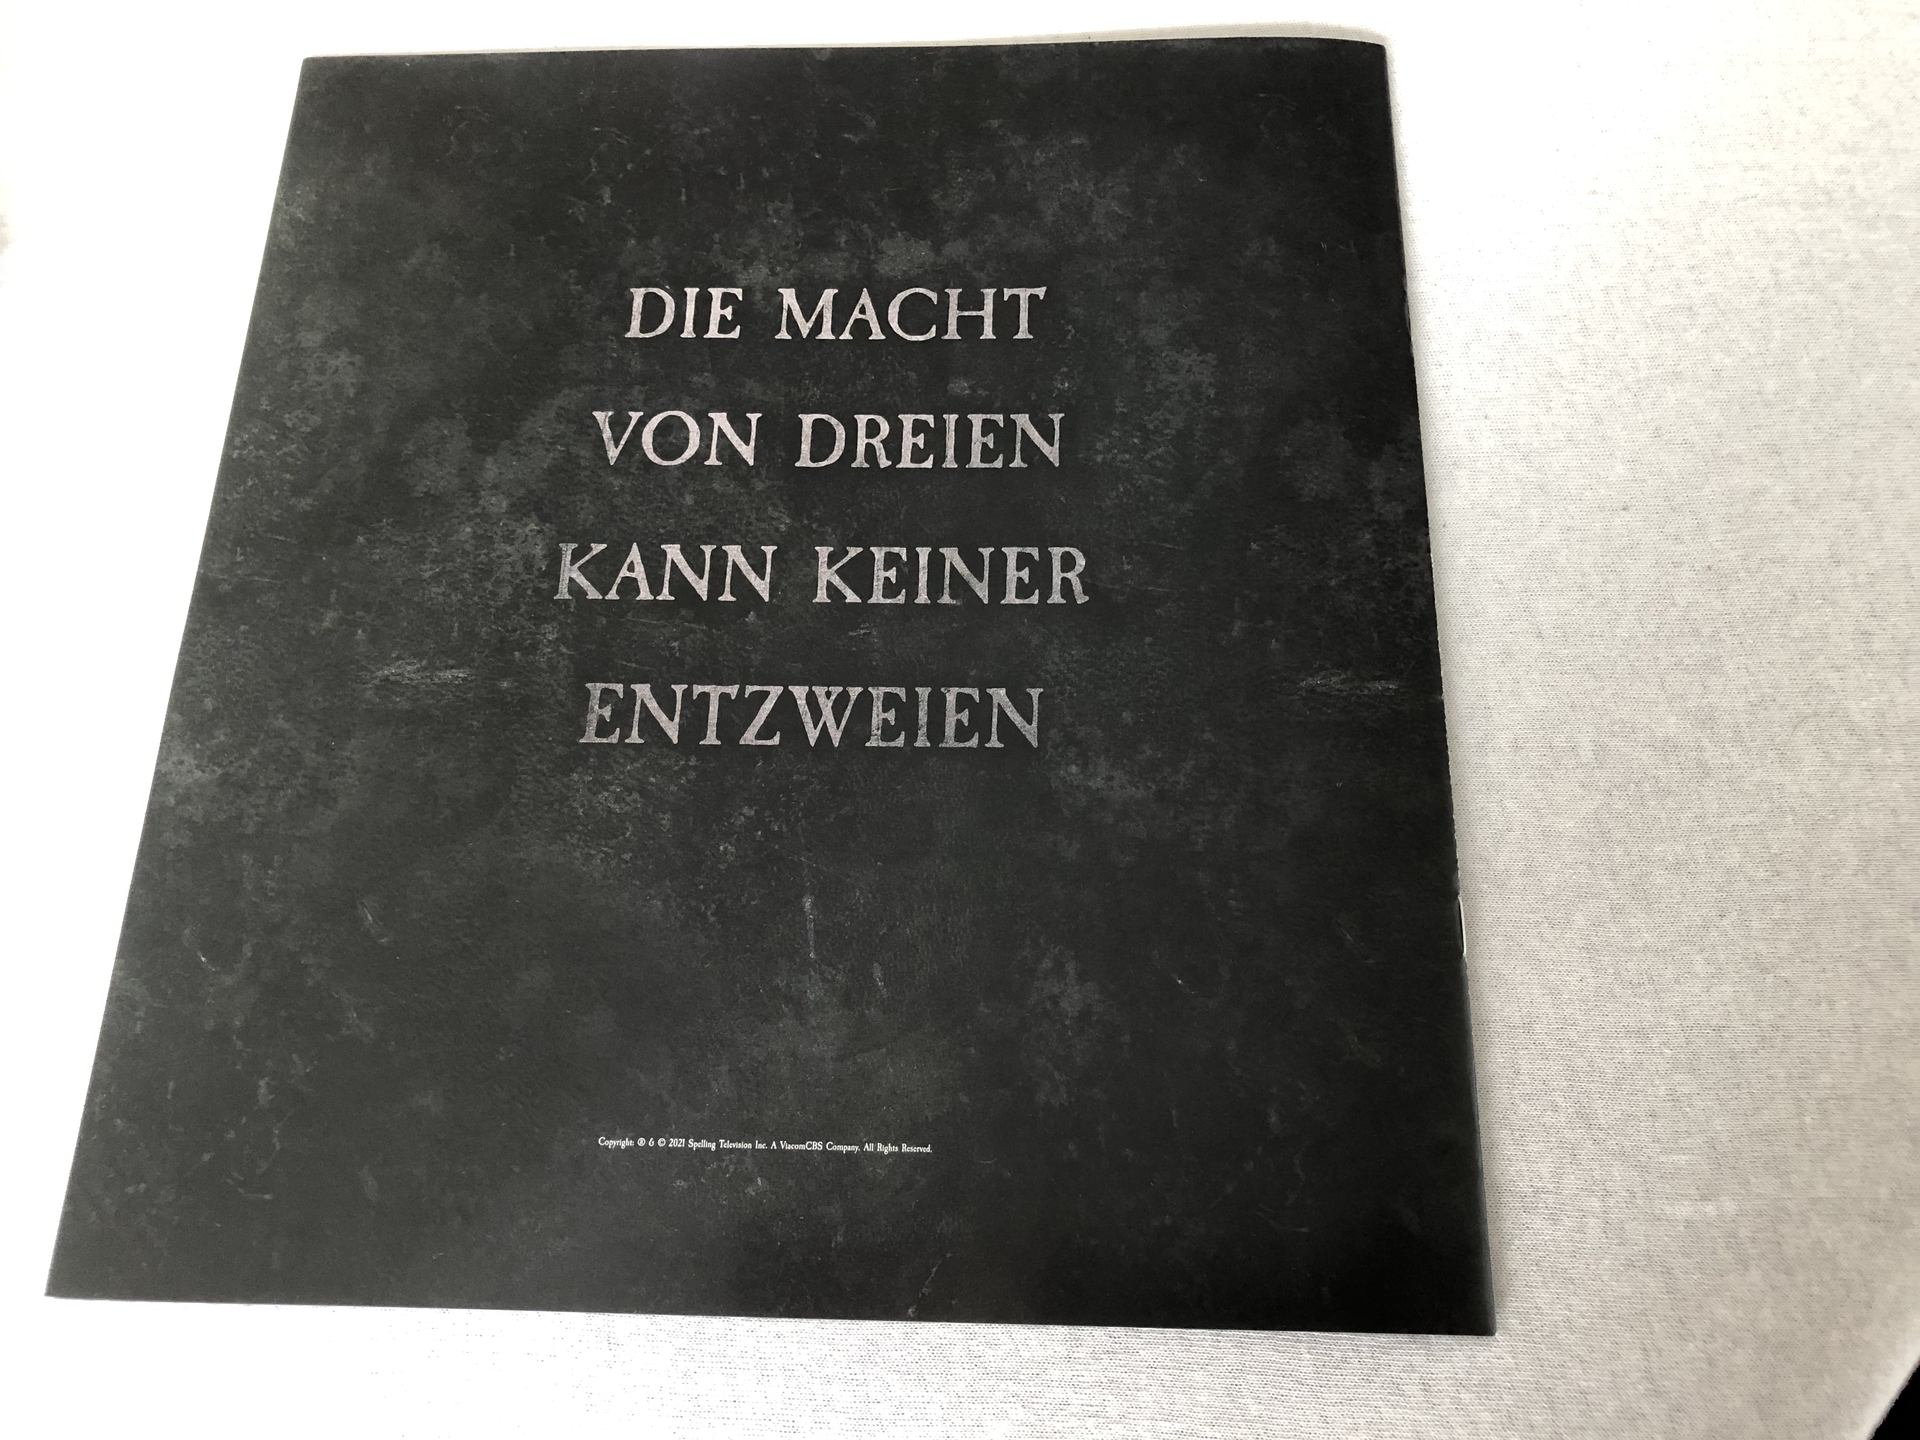 DIE MACHT
VON DREIEN
KANN KEINER
ENTZWEIEN
Copyright: ® & © 2021 Spelling Television Inc. A ViacomCBS Company. All Rights Reserved.